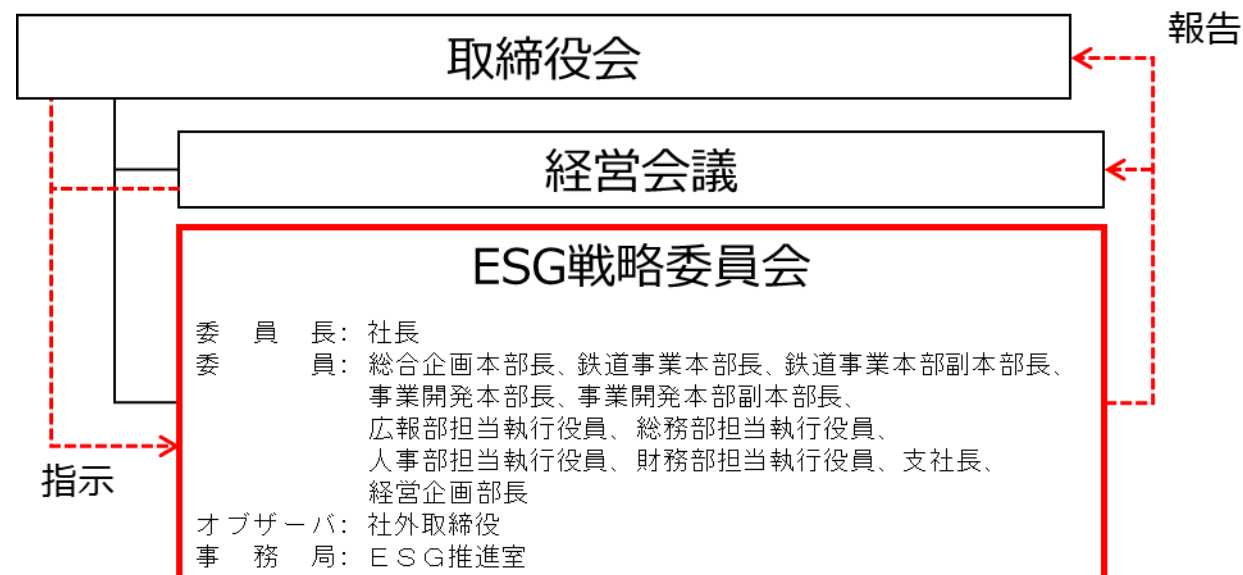 報告
取締役会
経営会議
ESG戦略委員会
委員長：社長
委員：総合企画本部長、鉄道事業本部長、鉄道事業本部副本部長、
事業開発本部長、事業開発本部副本部長、
広報部担当執行役員、総務部担当執行役員、
人事部担当執行役員、財務部担当執行役員、支社長、
経営企画部長
オブザーバ：社外取締役
事務局：ＥＳＧ推進室
指示